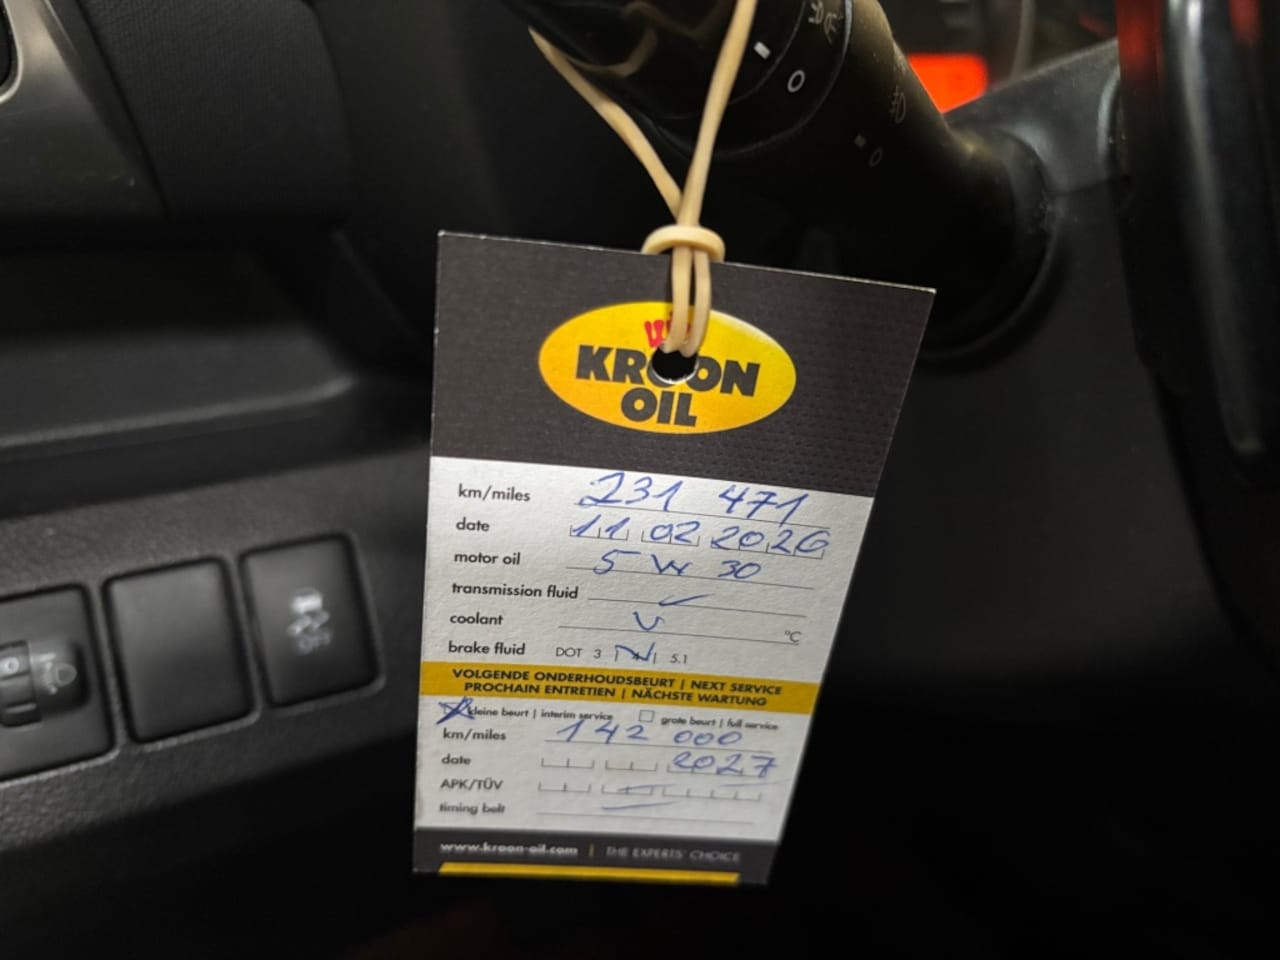 KROON
OIL
km/miles 231 471
date 11 02 2026
motor oil 5 W 30
transmission fluid
coolant °C
brake fluid DOT 3 | 4 | 5.1
VOLGENDE ONDERHOUDSBEURT | NEXT SERVICE
PROCHAIN ENTRETIEN | NÄCHSTE WARTUNG
kleine beurt | interim service grote beurt | full service
km/miles 142 000
date 2027
APK/TÜV
timing belt
www.kroon-oil.com | THE EXPERTS' CHOICE
OFF